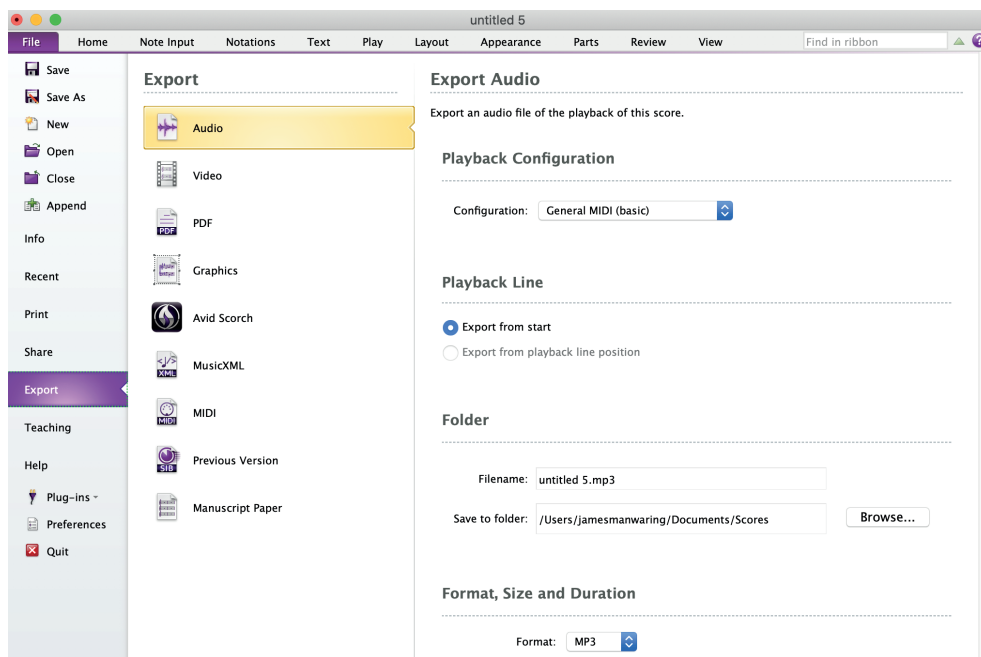 untitled 5
File Home Note Input Notations Text Play Layout Appearance Parts Review View Find in ribbon ?
Save
Save As
New
Open
Close
Append
Info
Recent
Print
Share
Export
Teaching
Help
Plug-ins
Preferences
Quit
Export
Audio
Video
PDF
PDF
Graphics
Avid Scorch
</>
XML
MusicXML
MIDI
MIDI
SIB
Previous Version
Manuscript Paper
Export Audio
Export an audio file of the playback of this score.
Playback Configuration
Configuration: General MIDI (basic)
Playback Line
Export from start
Export from playback line position
Folder
Filename: untitled 5.mp3
Save to folder: /Users/jamesmanwaring/Documents/Scores Browse...
Format, Size and Duration
Format: MP3